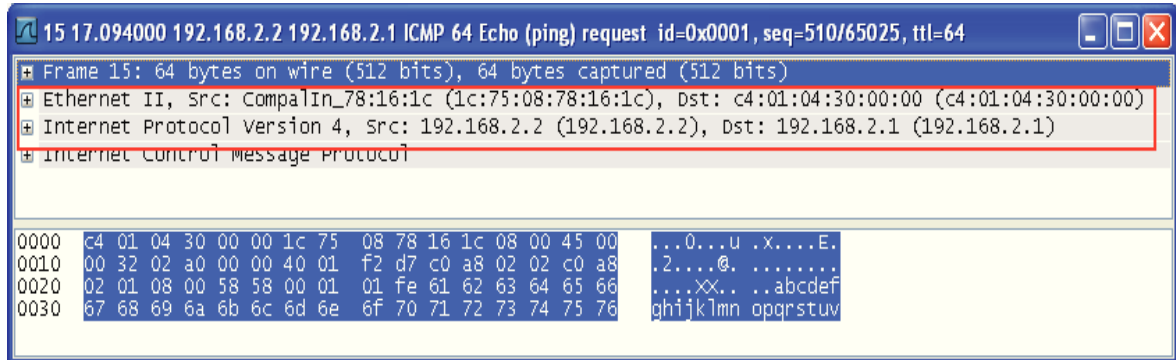 15 17.094000 192.168.2.2 192.168.2.1 ICMP 64 Echo (ping) request id=0x0001, seq=510/65025, ttl=64
Frame 15: 64 bytes on wire (512 bits), 64 bytes captured (512 bits)
Ethernet II, Src: CompalIn_78:16:1c (1c:75:08:78:16:1c), Dst: c4:01:04:30:00:00 (c4:01:04:30:00:00)
Internet Protocol Version 4, Src: 192.168.2.2 (192.168.2.2), Dst: 192.168.2.1 (192.168.2.1)
Internet Control Message Protocol
0000 c4 01 04 30 00 00 1c 75 08 78 16 1c 08 00 45 00 ...0...u .x....E.
0010 00 32 02 a0 00 00 40 01 f2 d7 c0 a8 02 02 c0 a8 .2....@. ........
0020 02 01 08 00 58 58 00 01 01 fe 61 62 63 64 65 66 ....XX.. ..abcdef
0030 67 68 69 6a 6b 6c 6d 6e 6f 70 71 72 73 74 75 76 ghijklmn opqrstuv